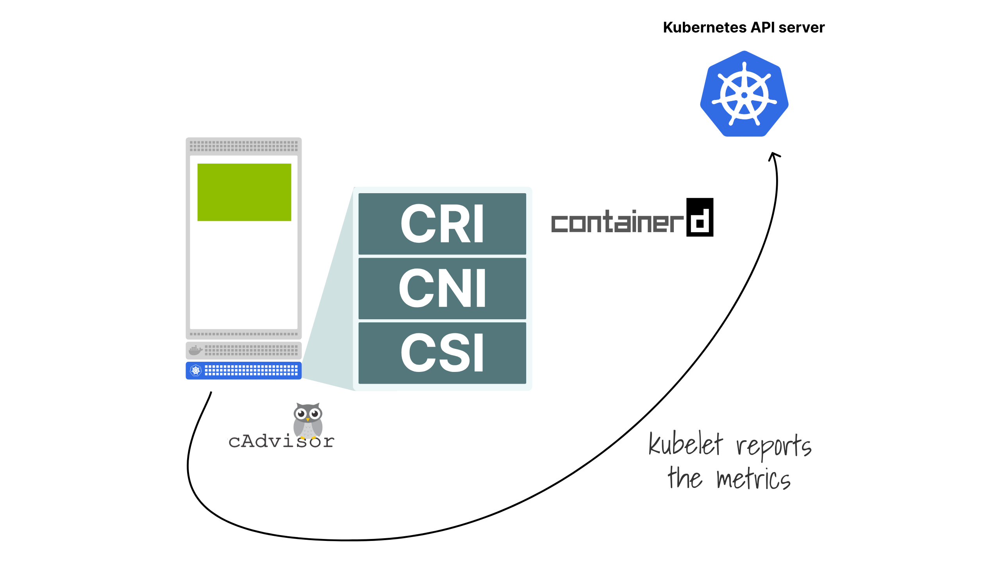 Kubernetes API server
CRI
containerd
CNI
CSI
cAdvisor
Kubelet reports
the metrics